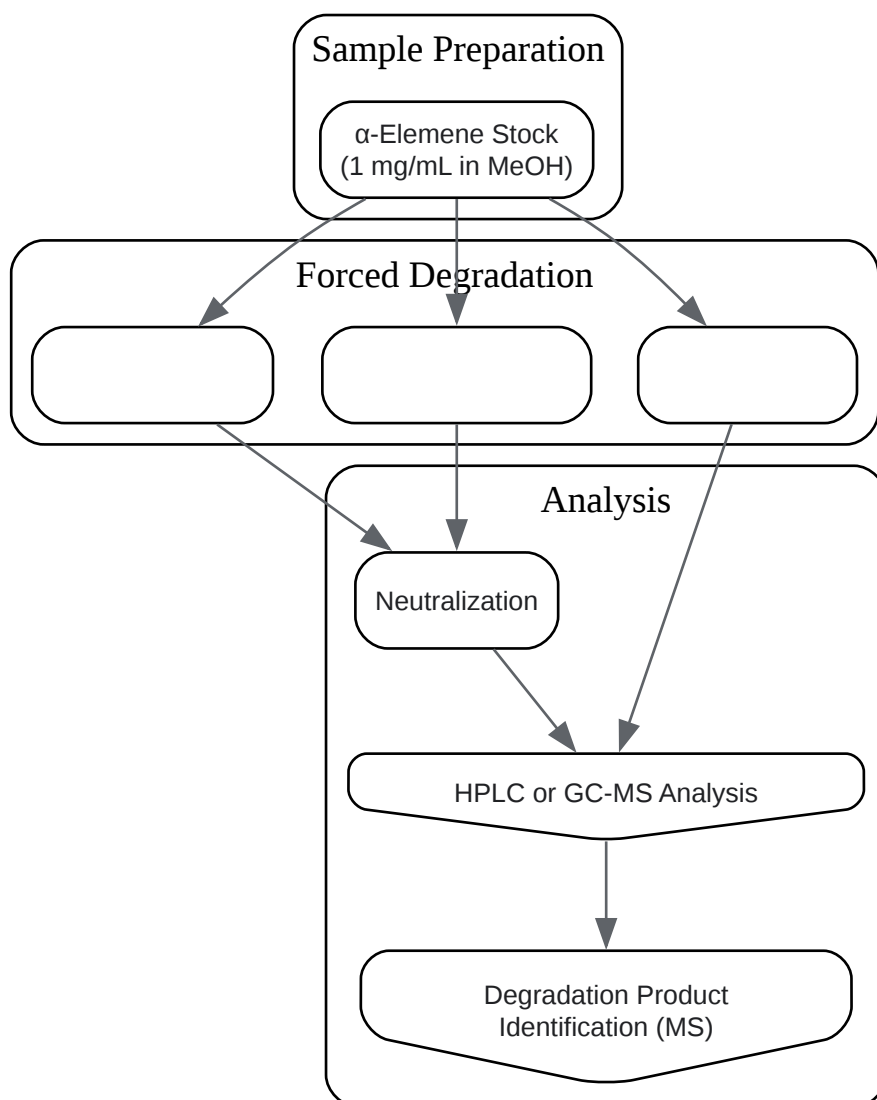 Sample Preparation
α-Elemene Stock
(1 mg/mL in MeOH)
Forced Degradation
Analysis
Neutralization
HPLC or GC-MS Analysis
Degradation Product
Identification (MS)